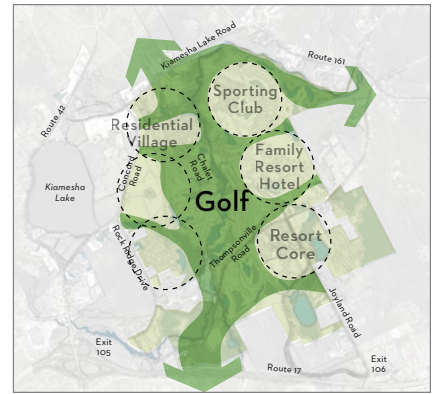 Kiamesha Lake Road
Route 161
Route 42
Sporting
Club
Residential
Village
Family
Resort
Hotel
Chalet
Road
Concord
Road
Kiamesha
Lake
Golf
Resort
Core
Thompsonville
Road
Rock Ridge Drive
Joyland Road
Exit
105
Route 17
Exit
106